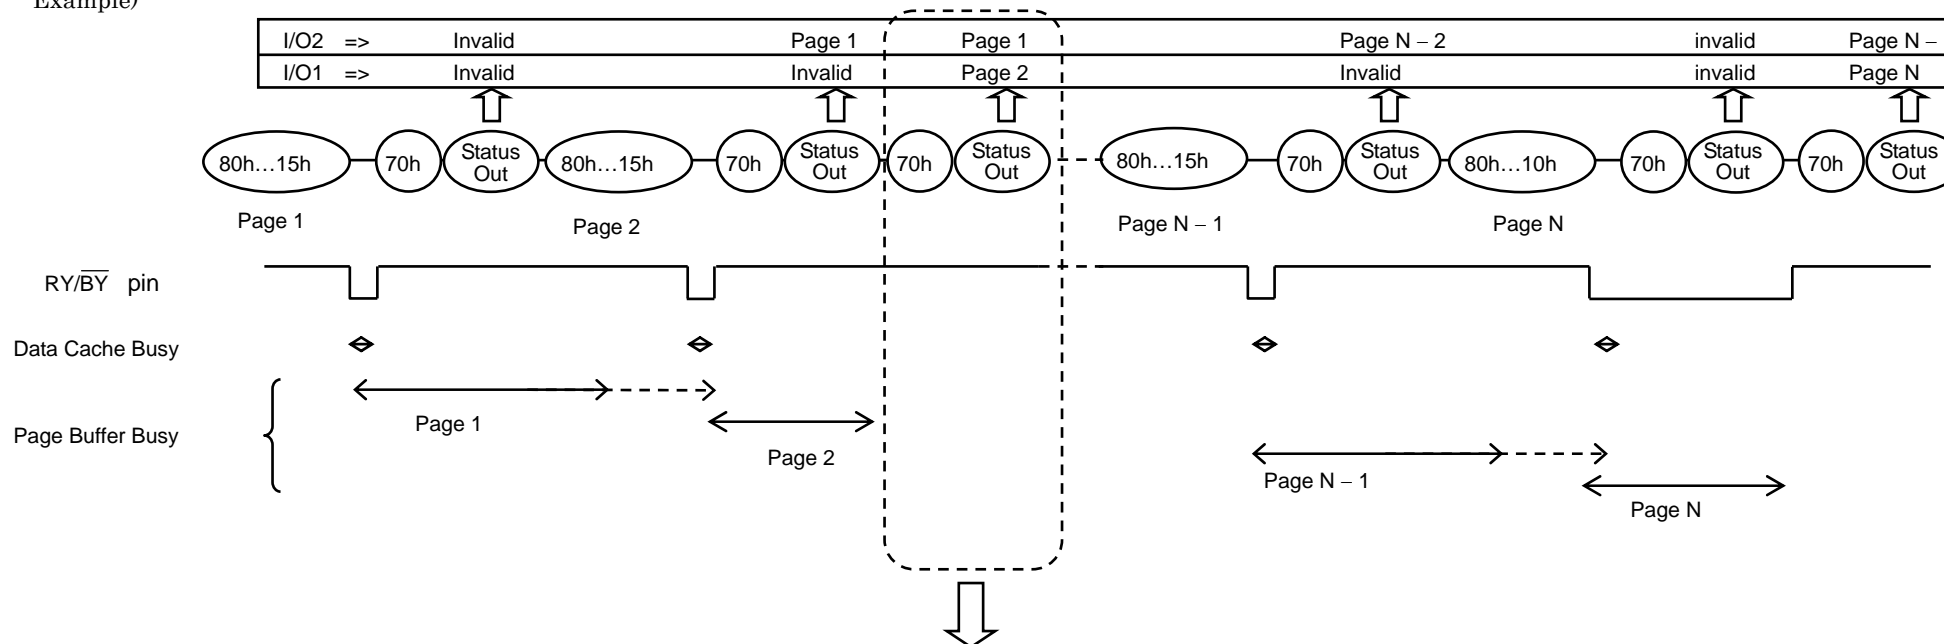 Example)
I/O2 => Invalid Page 1 Page 1 Page N – 2 invalid Page N –
I/O1 => Invalid Invalid Page 2 Invalid invalid Page N
80h…15h 70h Status Out 80h…15h 70h Status Out 70h Status Out 80h…15h 70h Status Out 80h…10h 70h Status Out 70h Status Out
Page 1 Page 2 Page N – 1 Page N
RY/BY pin
Data Cache Busy
Page 1
Page Buffer Busy
Page 2
Page N – 1
Page N